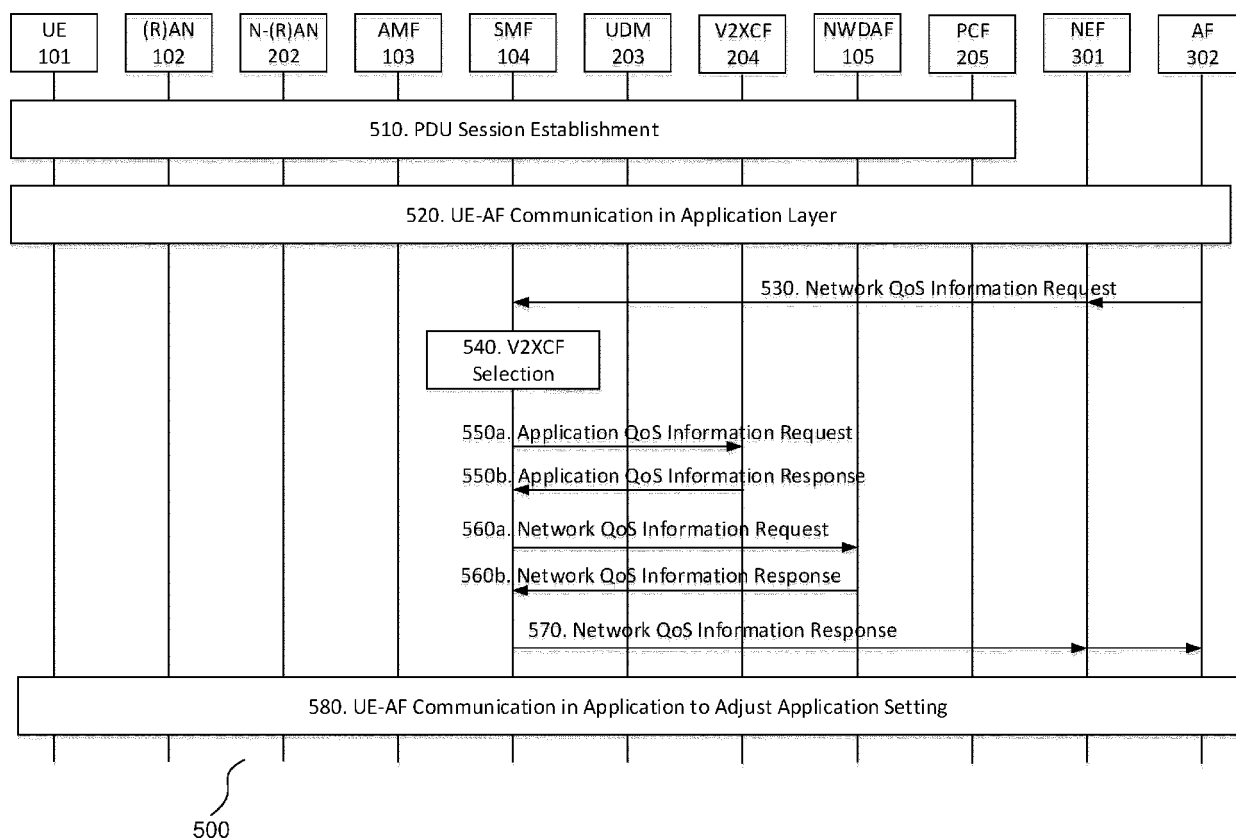 UE (R)AN N-(R)AN AMF SMF UDM V2XCF NWDAF PCF NEF AF
101 102 202 103 104 203 204 105 205 301 302
510. PDU Session Establishment
520. UE-AF Communication in Application Layer
530. Network QoS Information Request
540. V2XCF
Selection
550a. Application QoS Information Request
550b. Application QoS Information Response
560a. Network QoS Information Request
560b. Network QoS Information Response
570. Network QoS Information Response
580. UE-AF Communication in Application to Adjust Application Setting
500